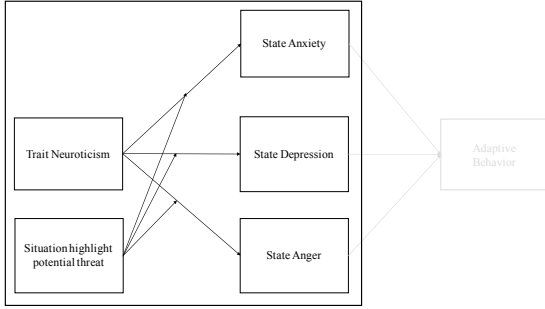 State Anxiety
Trait Neuroticism
State Depression
Adaptive
Behavior
Situation highlight
potential threat
State Anger